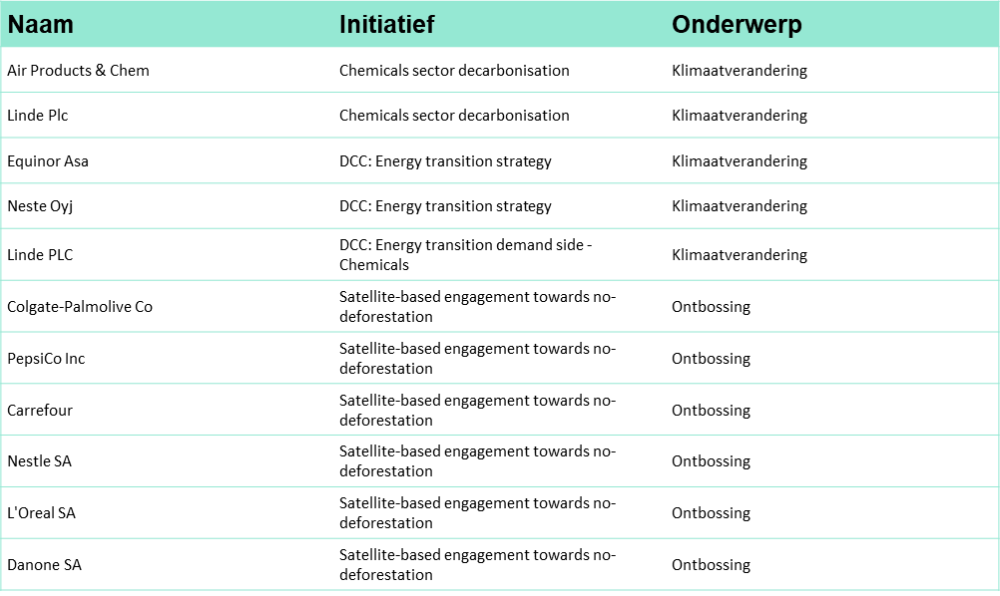 Naam Initiatief Onderwerp
Air Products & Chem Chemicals sector decarbonisation Klimaatverandering
Linde Plc Chemicals sector decarbonisation Klimaatverandering
Equinor Asa DCC: Energy transition strategy Klimaatverandering
Neste Oyj DCC: Energy transition strategy Klimaatverandering
Linde PLC DCC: Energy transition demand side - Klimaatverandering
Chemicals
Colgate-Palmolive Co Satellite-based engagement towards no- Ontbossing
deforestation
PepsiCo Inc Satellite-based engagement towards no- Ontbossing
deforestation
Carrefour Satellite-based engagement towards no- Ontbossing
deforestation
Nestle SA Satellite-based engagement towards no- Ontbossing
deforestation
L'Oreal SA Satellite-based engagement towards no- Ontbossing
deforestation
Danone SA Satellite-based engagement towards no- Ontbossing
deforestation